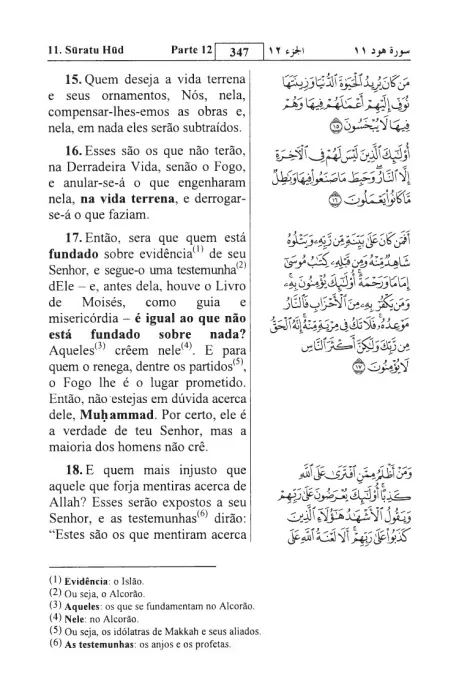 11. Sūratu Hūd Parte 12 347 الجزء ١٢ سورة هود ١١
15. Quem deseja a vida terrena
e seus ornamentos, Nós, nela,
compensar-lhes-emos as obras e,
nela, em nada eles serão subtraídos.
16. Esses são os que não terão,
na Derradeira Vida, senão o Fogo,
e anular-se-á o que engenharam
nela, na vida terrena, e derrogar-
se-á o que faziam.
17. Então, sera que quem está
fundado sobre evidência(1) de seu
Senhor, e segue-o uma testemunha(2)
dEle – e, antes dela, houve o Livro
de Moisés, como guia e
misericórdia – é igual ao que não
está fundado sobre nada?
Aqueles(3) crêem nele(4). E para
quem o renega, dentre os partidos(5),
o Fogo lhe é o lugar prometido.
Então, não estejas em dúvida acerca
dele, Muḥammad. Por certo, ele é
a verdade de teu Senhor, mas a
maioria dos homens não crê.
18. E quem mais injusto que
aquele que forja mentiras acerca de
Allah? Esses serão expostos a seu
Senhor, e as testemunhas(6) dirão:
“Estes são os que mentiram acerca
مَن كَانَ يُرِيدُ ٱلْحَيَوٰةَ ٱلدُّنْيَا وَزِينَتَهَا
نُوَفِّ إِلَيْهِمْ أَعْمَـٰلَهُمْ فِيهَا وَهُمْ
فِيهَا لَا يُبْخَسُونَ ١٥
أُو۟لَـٰٓئِكَ ٱلَّذِينَ لَيْسَ لَهُمْ فِى ٱلْـَٔاخِرَةِ
إِلَّا ٱلنَّارُ وَحَبِطَ مَا صَنَعُوا۟ فِيهَا وَبَـٰطِلٌ
مَّا كَانُوا۟ يَعْمَلُونَ ١٦
أَفَمَن كَانَ عَلَىٰ بَيِّنَةٍ مِّن رَّبِّهِۦ وَيَتْلُوهُ
شَاهِدٌ مِّنْهُ وَمِن قَبْلِهِۦ كِتَـٰبُ مُوسَىٰٓ
إِمَامًا وَرَحْمَةً أُو۟لَـٰٓئِكَ يُؤْمِنُونَ بِهِۦ
وَمَن يَكْفُرْ بِهِۦ مِنَ ٱلْأَحْزَابِ فَٱلنَّارُ
مَوْعِدُهُۥ فَلَا تَكُ فِى مِرْيَةٍ مِّنْهُ إِنَّهُ ٱلْحَقُّ
مِن رَّبِّكَ وَلَـٰكِنَّ أَكْثَرَ ٱلنَّاسِ
لَا يُؤْمِنُونَ ١٧
وَمَنْ أَظْلَمُ مِمَّنِ ٱفْتَرَىٰ عَلَى ٱللَّهِ
كَذِبًا أُو۟لَـٰٓئِكَ يُعْرَضُونَ عَلَىٰ رَبِّهِمْ
وَيَقُولُ ٱلْأَشْهَـٰدُ هَـٰٓؤُلَآءِ ٱلَّذِينَ
كَذَبُوا۟ عَلَىٰ رَبِّهِمْ أَلَا لَعْنَةُ ٱللَّهِ عَلَى
(1) Evidência: o Islão.
(2) Ou seja, o Alcorão.
(3) Aqueles: os que se fundamentam no Alcorão.
(4) Nele: no Alcorão.
(5) Ou seja, os idólatras de Makkah e seus aliados.
(6) As testemunhas: os anjos e os profetas.